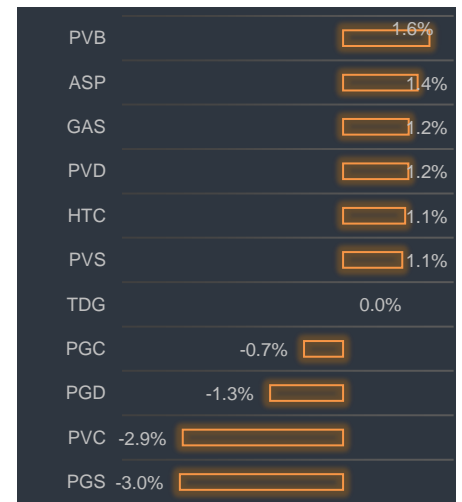 PVB 1.6%
ASP 1.4%
GAS 1.2%
PVD 1.2%
HTC 1.1%
PVS 1.1%
TDG 0.0%
PGC -0.7%
PGD -1.3%
PVC -2.9%
PGS -3.0%